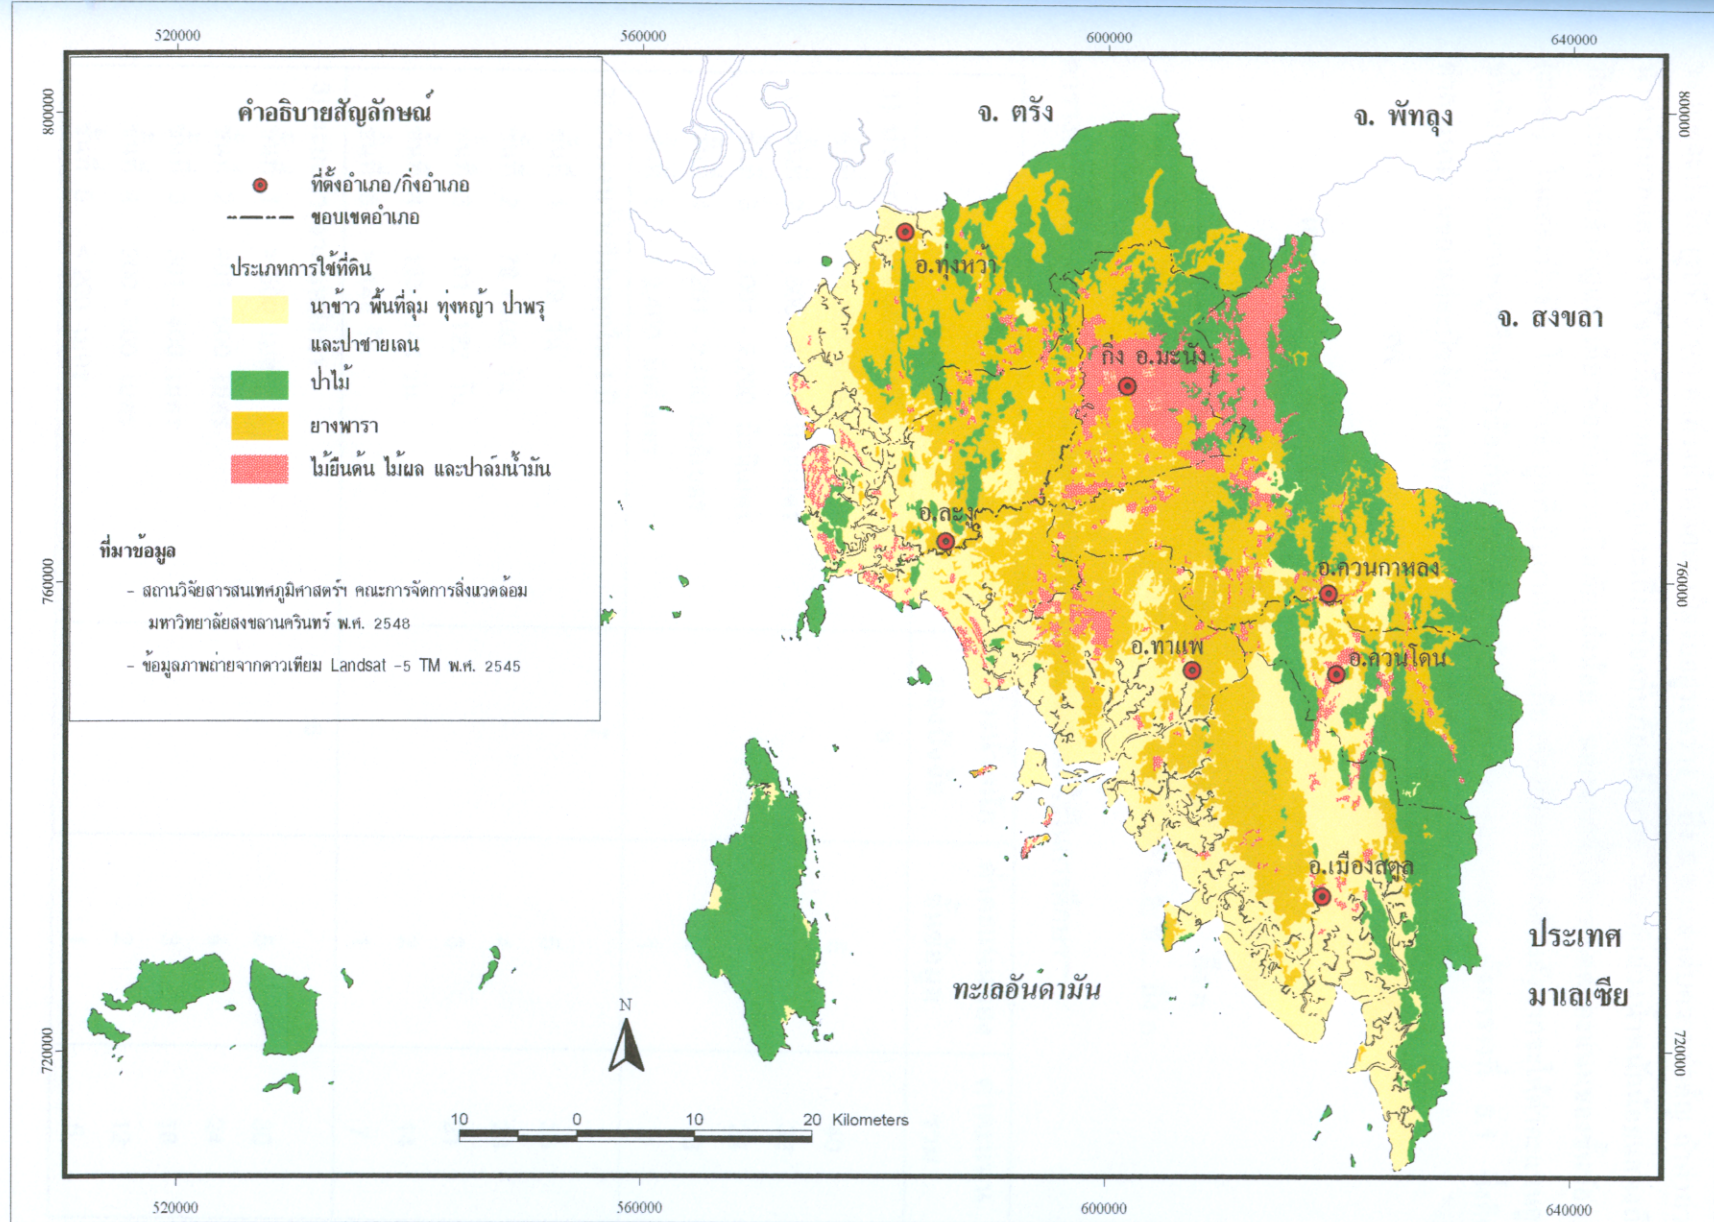 520000
560000
600000
640000
800000
800000
คำอธิบายสัญลักษณ์
ที่ตั้งอำเภอ/กิ่งอำเภอ
ขอบเขตอำเภอ
ประเภทการใช้ที่ดิน
นาข้าว พื้นที่ลุ่ม ทุ่งหญ้า ป่าพรุ
และป่าชายเลน
ป่าไม้
ยางพารา
ไม้ยืนต้น ไม้ผล และปาล์มน้ำมัน
ที่มาข้อมูล
- สถานวิจัยสารสนเทศภูมิศาสตร์ฯ คณะการจัดการสิ่งแวดล้อม
มหาวิทยาลัยสงขลานครินทร์ พ.ศ. 2548
- ข้อมูลภาพถ่ายจากดาวเทียม Landsat -5 TM พ.ศ. 2545
จ. ตรัง
จ. พัทลุง
จ. สงขลา
อ.ทุ่งหว้า
กิ่ง อ.มะนัง
อ.ละงู
760000
760000
อ.ควนกาหลง
อ.ท่าแพ
อ.ควนโดน
อ.เมืองสตูล
ประเทศ
มาเลเซีย
ทะเลอันดามัน
N
720000
720000
10 0 10 20 Kilometers
520000
560000
600000
640000